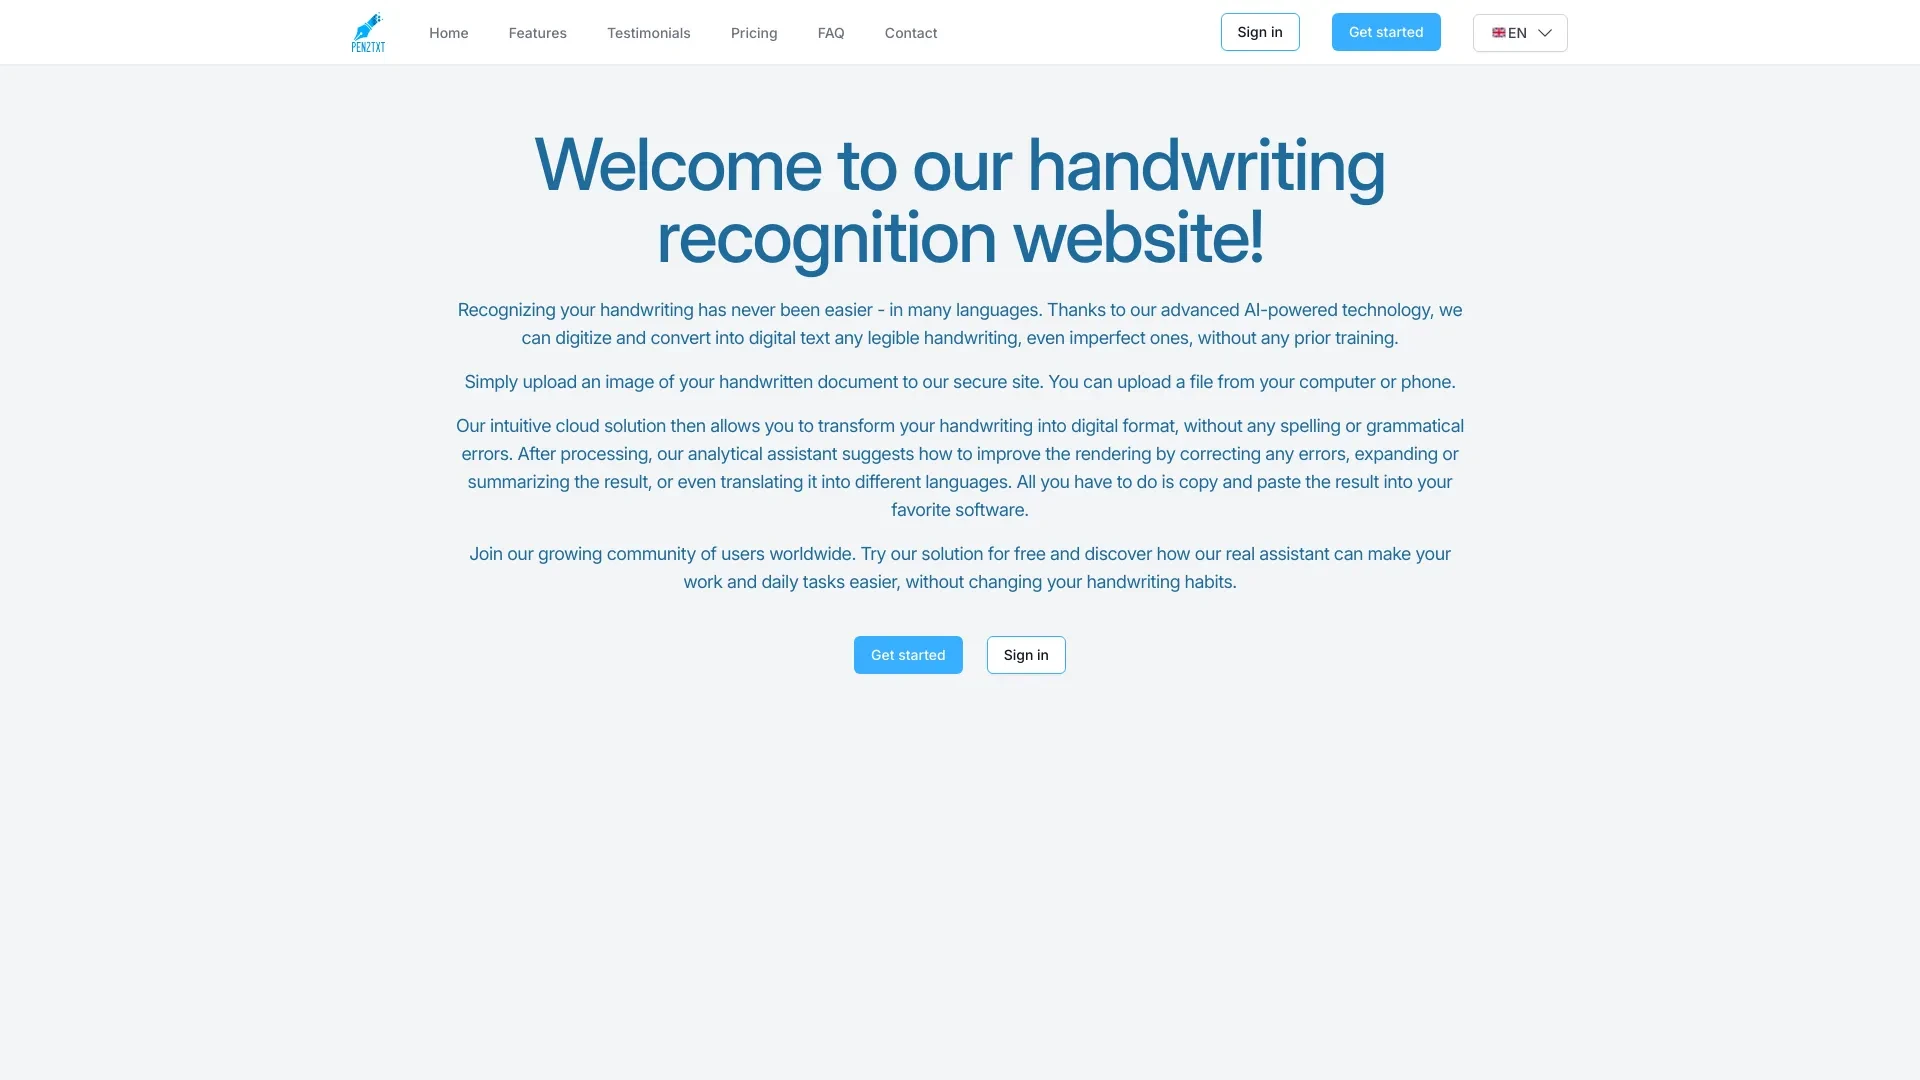 PEN2TXT
Home
Features
Testimonials
Pricing
FAQ
Contact
Sign in
Get started
EN
Welcome to our handwriting
recognition website!
Recognizing your handwriting has never been easier - in many languages. Thanks to our advanced AI-powered technology, we
can digitize and convert into digital text any legible handwriting, even imperfect ones, without any prior training.
Simply upload an image of your handwritten document to our secure site. You can upload a file from your computer or phone.
Our intuitive cloud solution then allows you to transform your handwriting into digital format, without any spelling or grammatical
errors. After processing, our analytical assistant suggests how to improve the rendering by correcting any errors, expanding or
summarizing the result, or even translating it into different languages. All you have to do is copy and paste the result into your
favorite software.
Join our growing community of users worldwide. Try our solution for free and discover how our real assistant can make your
work and daily tasks easier, without changing your handwriting habits.
Get started
Sign in